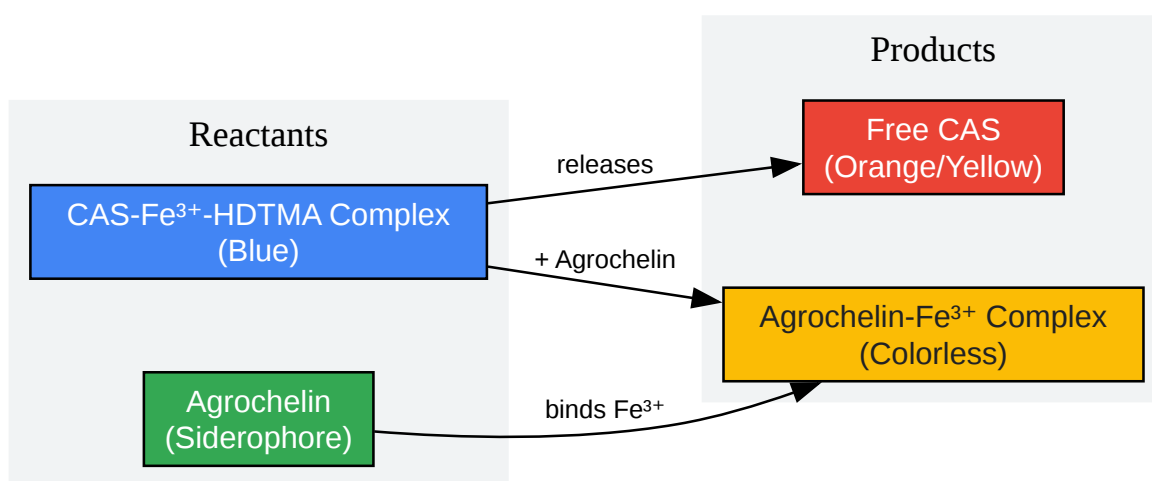 Reactants
CAS-Fe³⁺-HDTMA Complex
(Blue)
Agrochelin
(Siderophore)
releases
+ Agrochelin
binds Fe³⁺
Products
Free CAS
(Orange/Yellow)
Agrochelin-Fe³⁺ Complex
(Colorless)